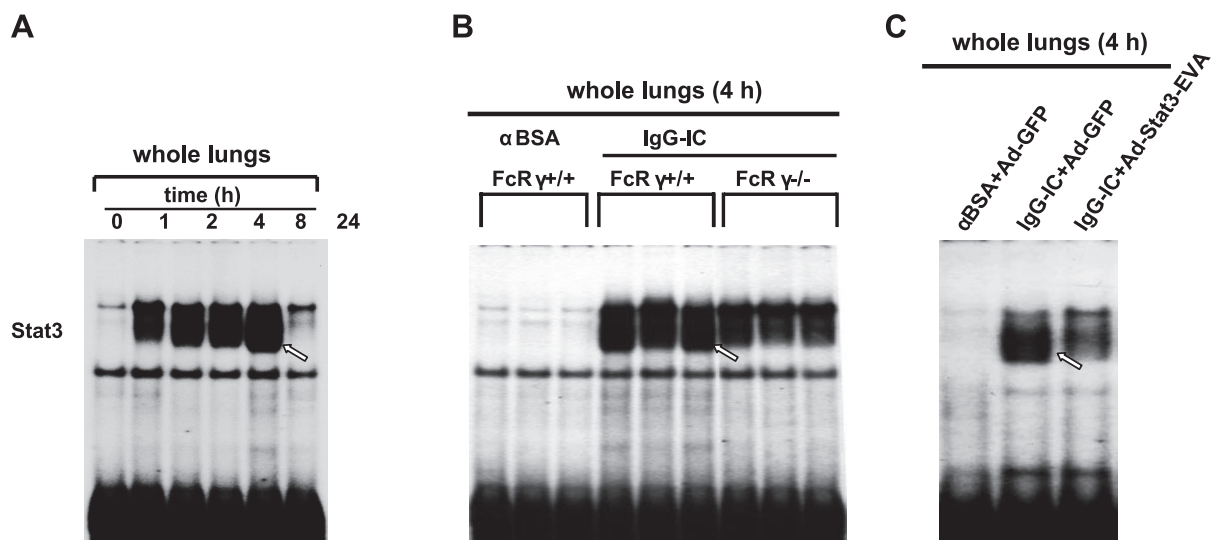 A
whole lungs
time (h)
0 1 2 4 8 24
Stat3
B
whole lungs (4 h)
αBSA IgG-IC
FcR γ+/+ FcR γ+/+ FcR γ-/-
C
whole lungs (4 h)
αBSA+Ad-GFP
IgG-IC+Ad-GFP
IgG-IC+Ad-Stat3-EVA